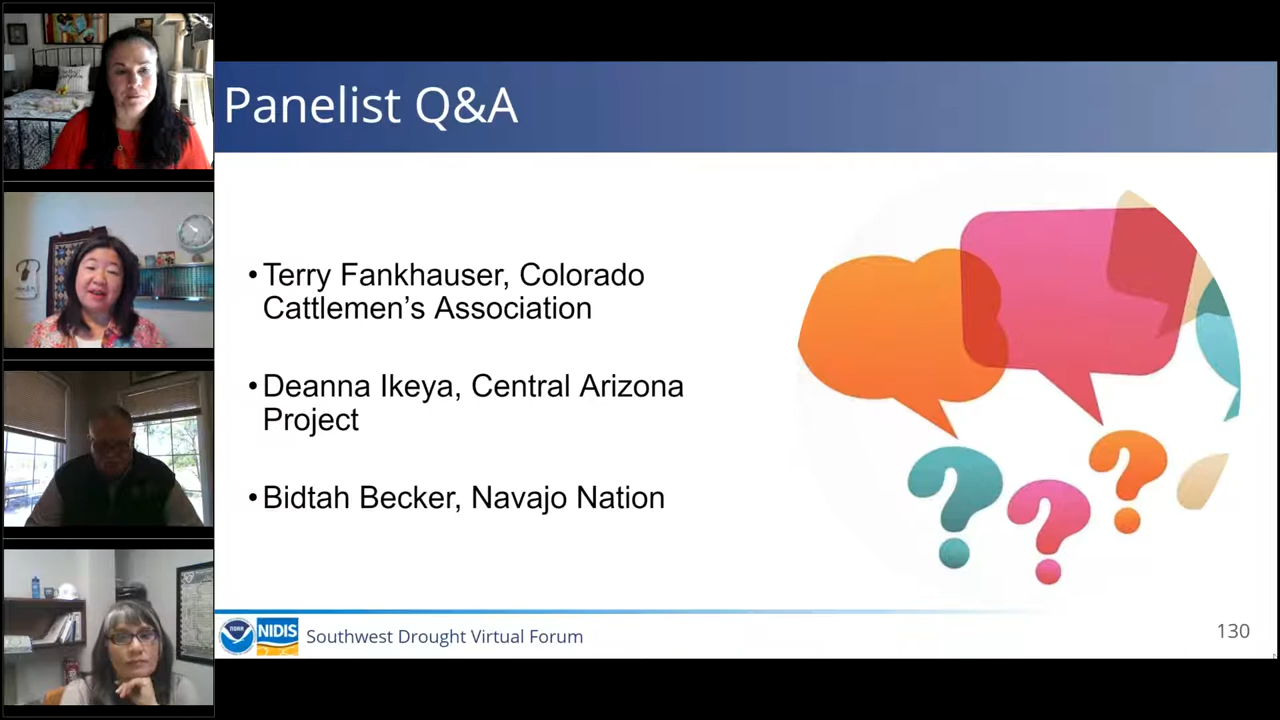 Panelist Q&A
• Terry Fankhauser, Colorado
Cattlemen’s Association
• Deanna Ikeya, Central Arizona
Project
• Bidtah Becker, Navajo Nation
NOAA
NIDIS
Southwest Drought Virtual Forum
130